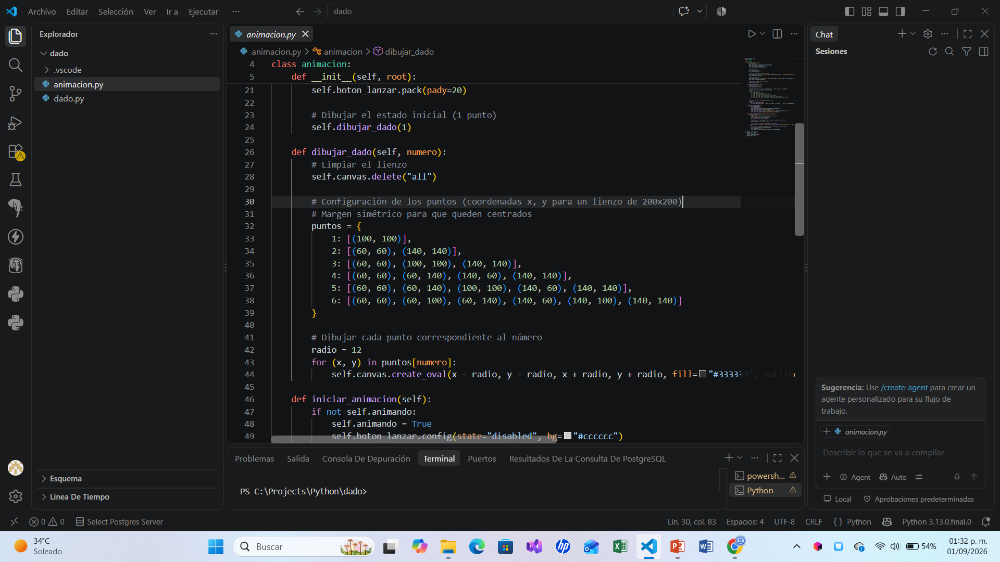 Archivo Editar Selección Ver Ir a Ejecutar ···
dado
Explorador
dado
.vscode
animacion.py
dado.py
Esquema
Línea De Tiempo
animacion.py
animacion.py > animacion > dibujar_dado
4 class animacion:
5 def __init__(self, root):
21 self.boton_lanzar.pack(pady=20)
22
23 # Dibujar el estado inicial (1 punto)
24 self.dibujar_dado(1)
25
26 def dibujar_dado(self, numero):
27 # Limpiar el lienzo
28 self.canvas.delete("all")
29
30 # Configuración de los puntos (coordenadas x, y para un lienzo de 200x200)
31 # Margen simétrico para que queden centrados
32 puntos = {
33 1: [(100, 100)],
34 2: [(60, 60), (140, 140)],
35 3: [(60, 60), (100, 100), (140, 140)],
36 4: [(60, 60), (60, 140), (140, 60), (140, 140)],
37 5: [(60, 60), (60, 140), (100, 100), (140, 60), (140, 140)],
38 6: [(60, 60), (60, 100), (60, 140), (140, 60), (140, 100), (140, 140)]
39 }
40
41 # Dibujar cada punto correspondiente al número
42 radio = 12
43 for (x, y) in puntos[numero]:
44 self.canvas.create_oval(x - radio, y - radio, x + radio, y + radio, fill="#333333", outlin
45
46 def iniciar_animacion(self):
47 if not self.animando:
48 self.animando = True
49 self.boton_lanzar.config(state="disabled", bg="#cccccc")
Problemas Salida Consola De Depuración Terminal Puertos Resultados De La Consulta De PostgreSQL
PS C:\Projects\Python\dado>
powersh...
Python
Chat
Sesiones
Sugerencia: Use /create-agent para crear un
agente personalizado para su flujo de
trabajo.
animacion.py
Describir lo que se va a compilar
Agent Auto
Local Aprobaciones predeterminadas
0 0 Select Postgres Server
Lín. 30, col. 83 Espacios: 4 UTF-8 CRLF { } Python Python 3.13.0.final.0
34°C
Soleado
Buscar
54%
01:32 p. m.
01/09/2026